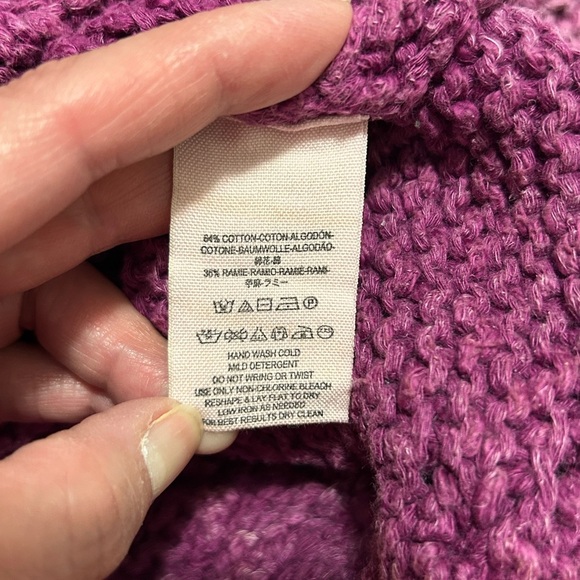 64% COTTON-COTON-ALGODÓN-
COTONE-BAUMWOLLE-ALGODÃO-
棉花-綿
36% RAMIE-RAMIO-RAMIE-RAMI-
苧麻-ラミー
HAND WASH COLD
MILD DETERGENT
DO NOT WRING OR TWIST
USE ONLY NON-CHLORINE BLEACH
RESHAPE & LAY FLAT TO DRY
LOW IRON AS NEEDED
FOR BEST RESULTS DRY CLEAN